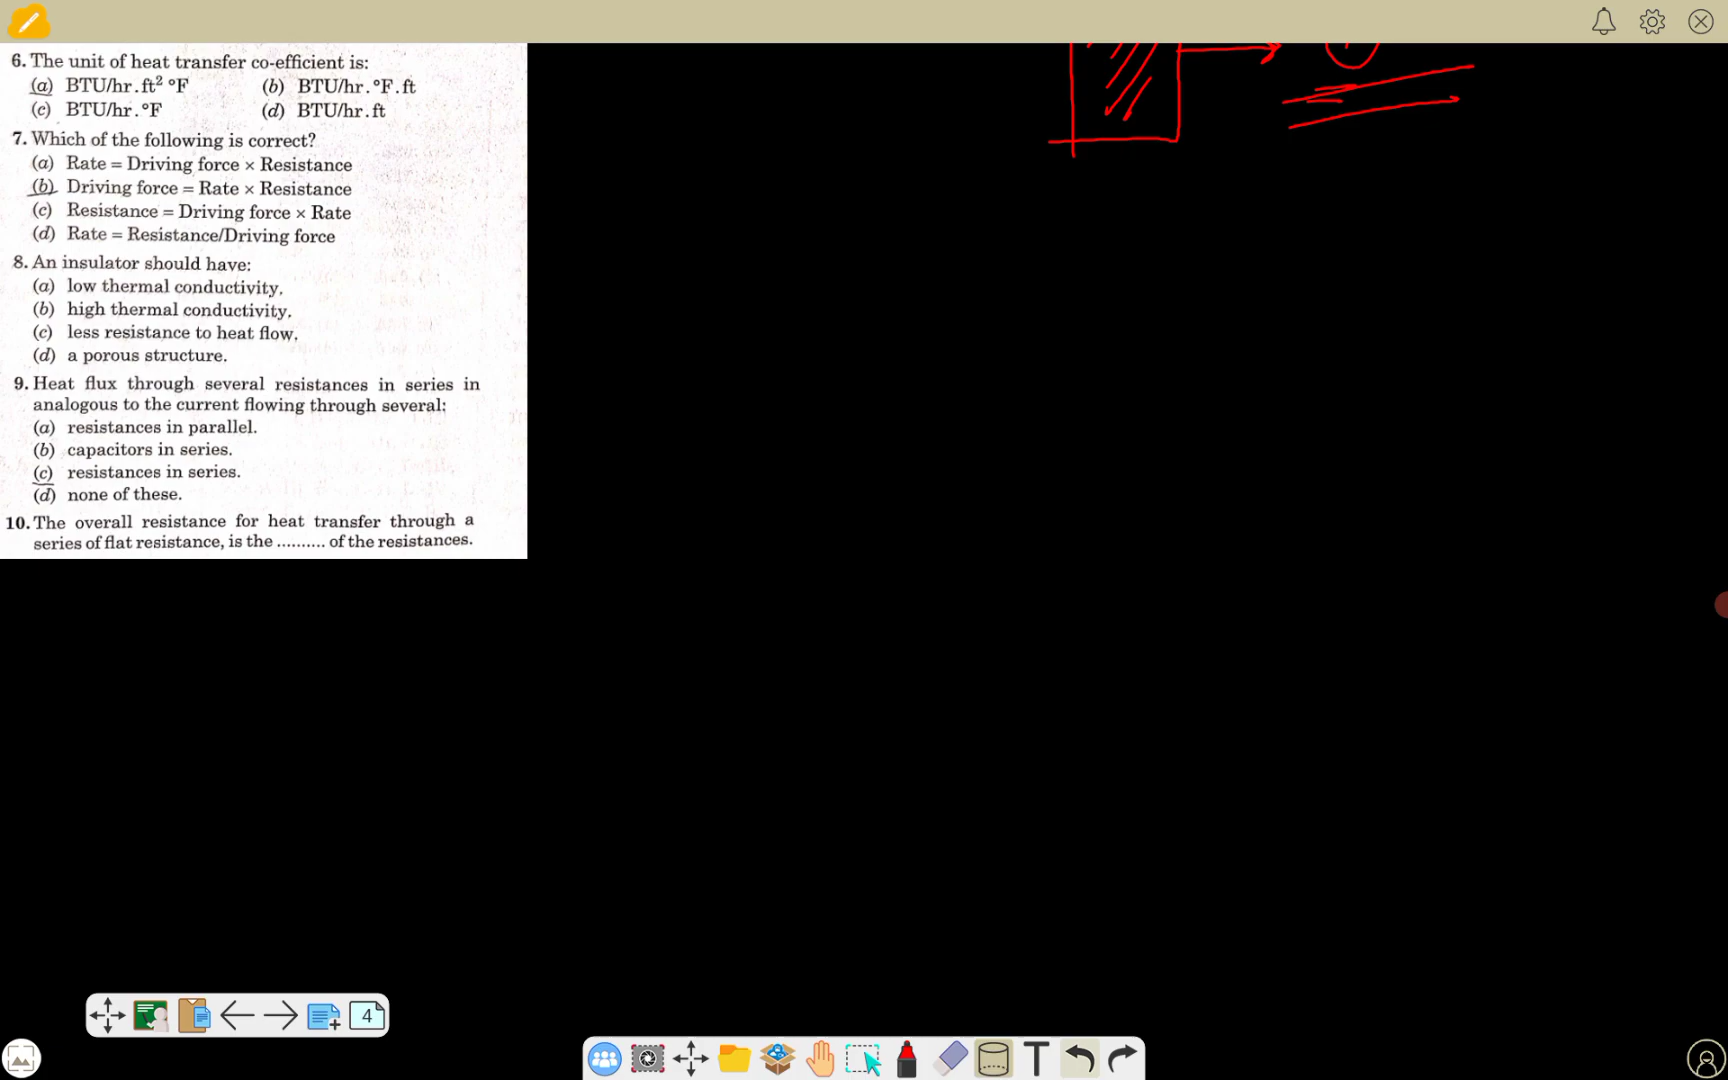 6. The unit of heat transfer co-efficient is:
(a) BTU/hr.ft² °F (b) BTU/hr.°F.ft
(c) BTU/hr.°F (d) BTU/hr.ft
7. Which of the following is correct?
(a) Rate = Driving force × Resistance
(b) Driving force = Rate × Resistance
(c) Resistance = Driving force × Rate
(d) Rate = Resistance/Driving force
8. An insulator should have:
(a) low thermal conductivity.
(b) high thermal conductivity.
(c) less resistance to heat flow.
(d) a porous structure.
9. Heat flux through several resistances in series in
analogous to the current flowing through several:
(a) resistances in parallel.
(b) capacitors in series.
(c) resistances in series.
(d) none of these.
10. The overall resistance for heat transfer through a
series of flat resistance, is the .......... of the resistances.
4
T